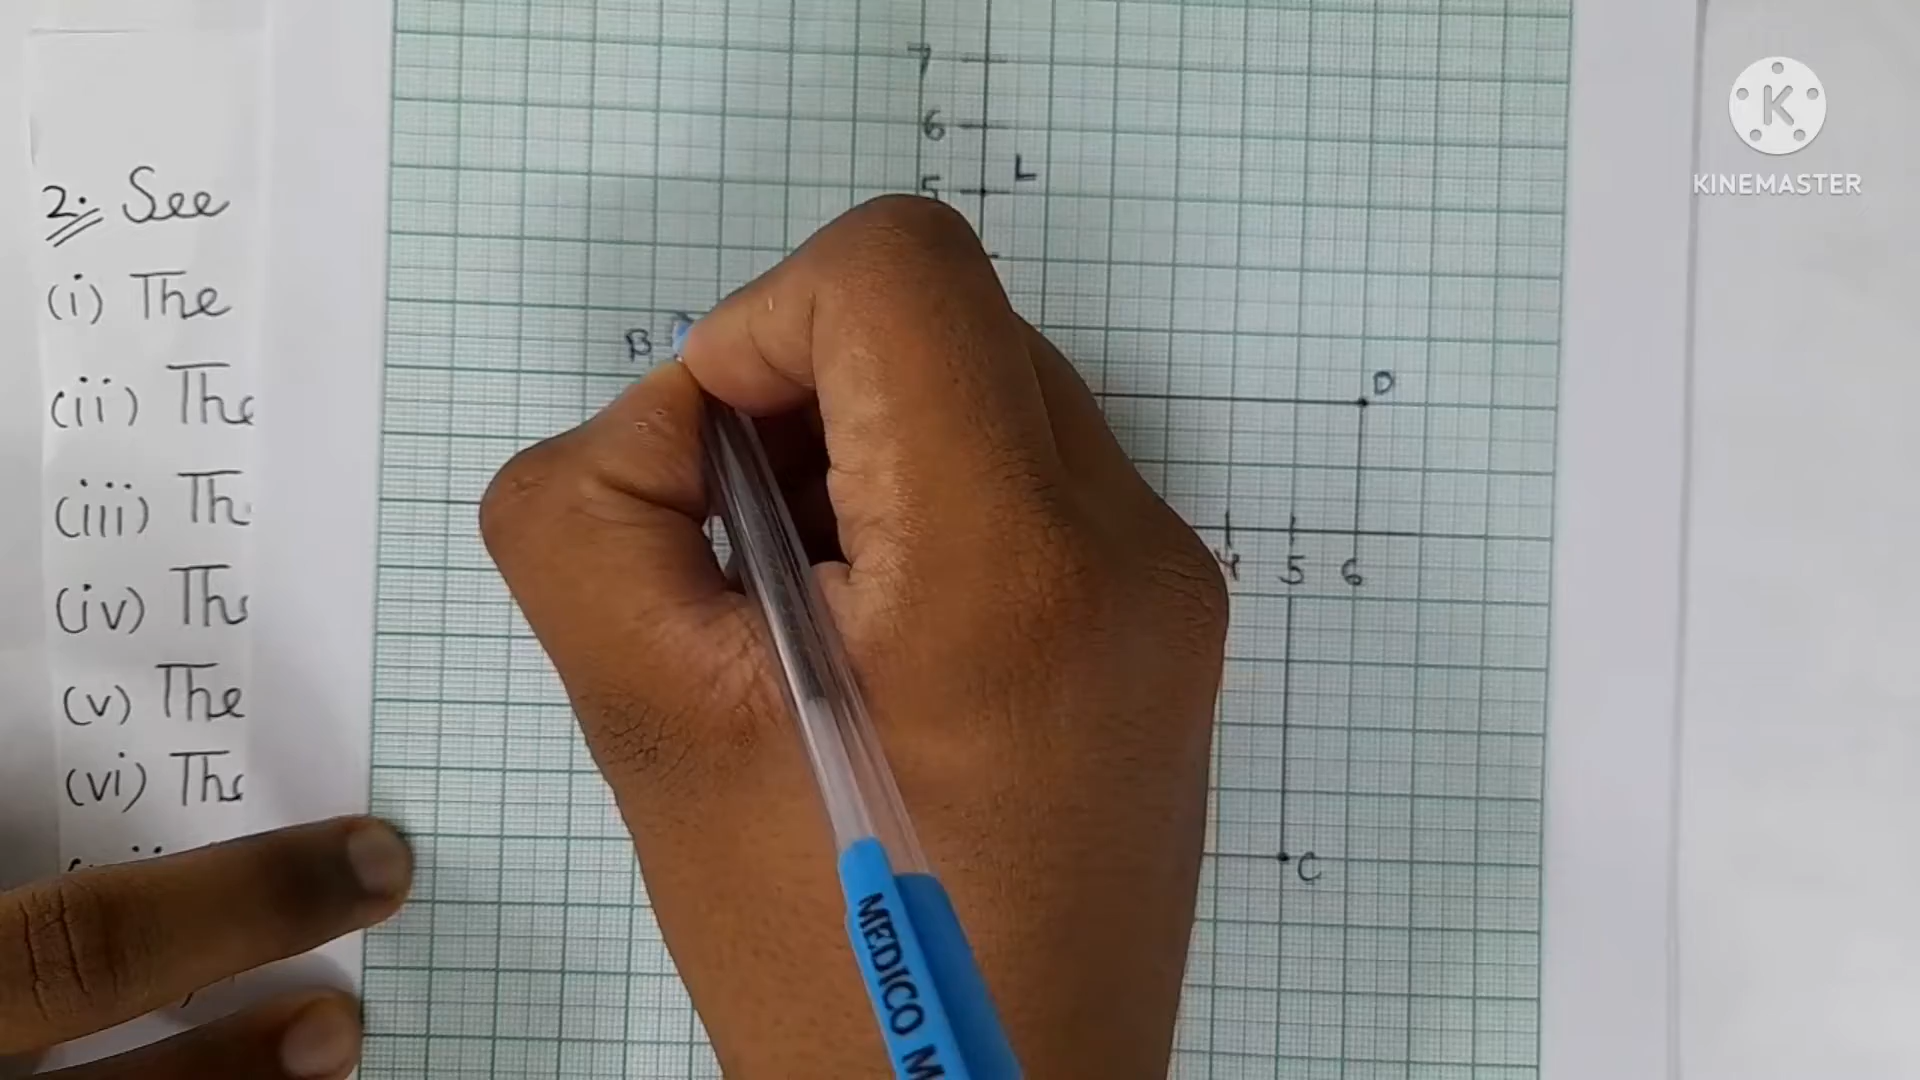 2. See
(i) The
(ii) The
(iii) Th
(iv) Th
(v) The
(vi) The
7
6
L
5
B
D
4 5 6
C
MEDICO M
K
KINEMASTER